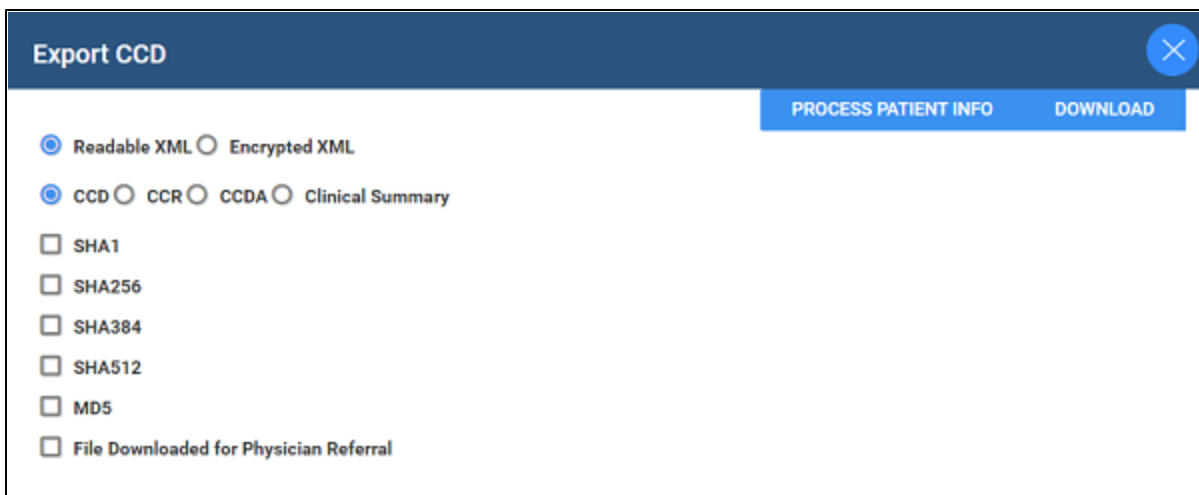 Export CCD
PROCESS PATIENT INFO DOWNLOAD
Readable XML Encrypted XML
CCD CCR CCDA Clinical Summary
SHA1
SHA256
SHA384
SHA512
MD5
File Downloaded for Physician Referral